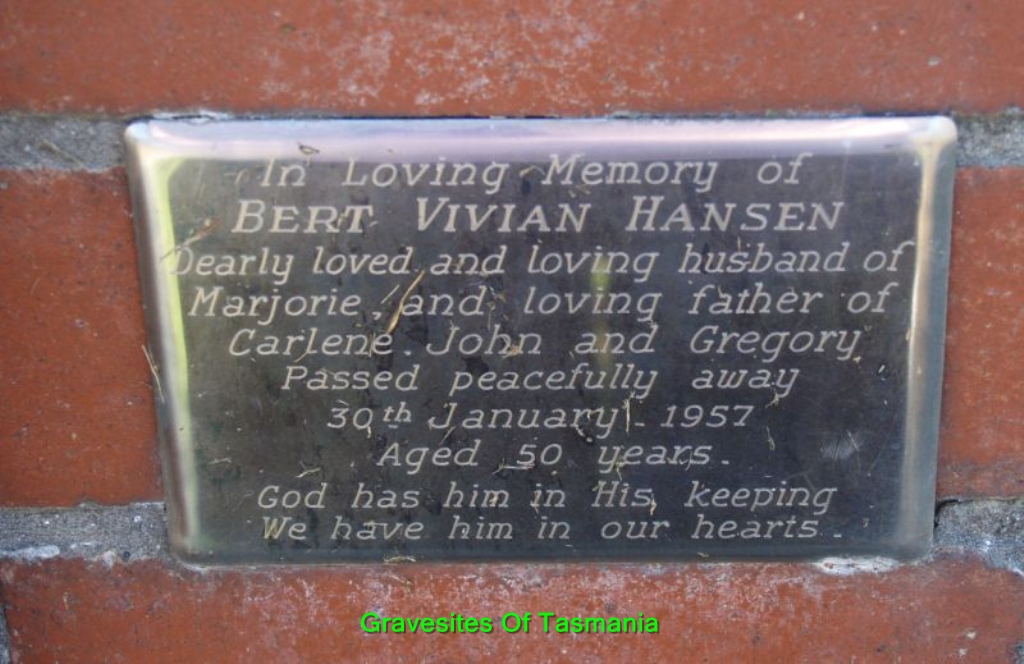 In Loving Memory of
BERT VIVIAN HANSEN
Dearly loved and loving husband of
Marjorie, and loving father of
Carlene. John and Gregory
Passed peacefully away
30th January. 1957
Aged 50 years.
God has him in His keeping
We have him in our hearts.
Gravesites Of Tasmania